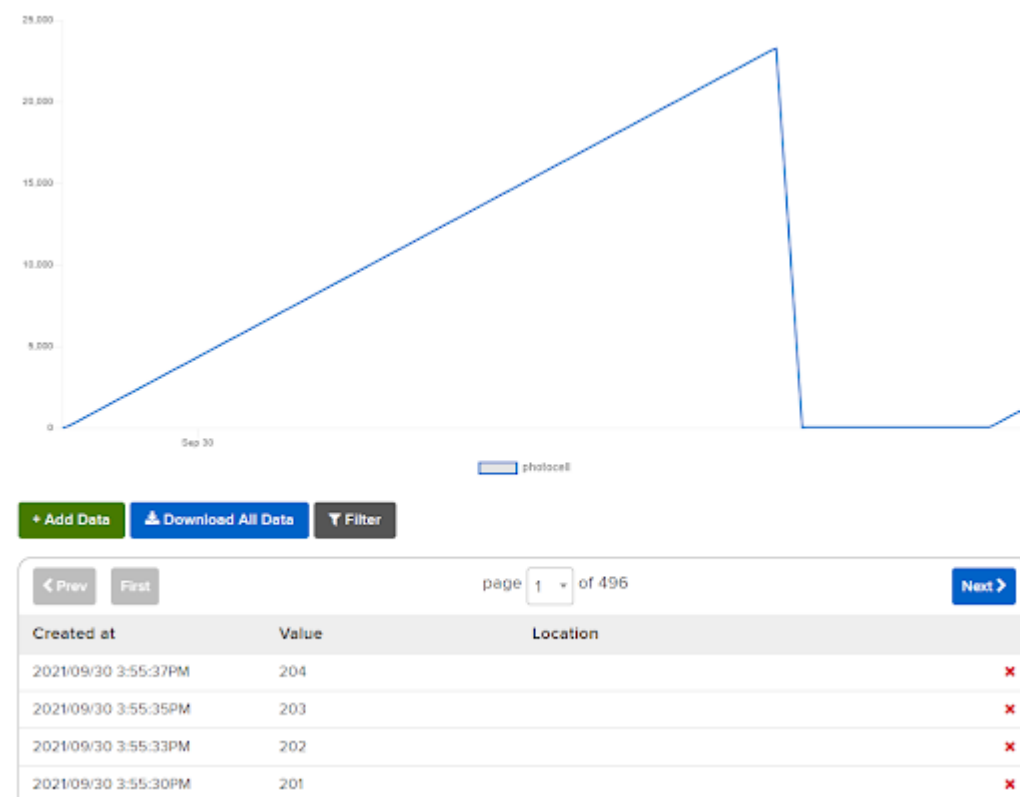 25,000
20,000
15,000
10,000
5,000
0
Sep 30
photocell
+ Add Data Download All Data Filter
Prev First page 1 of 496 Next
Created at Value Location
2021/09/30 3:55:37PM 204
2021/09/30 3:55:35PM 203
2021/09/30 3:55:33PM 202
2021/09/30 3:55:30PM 201